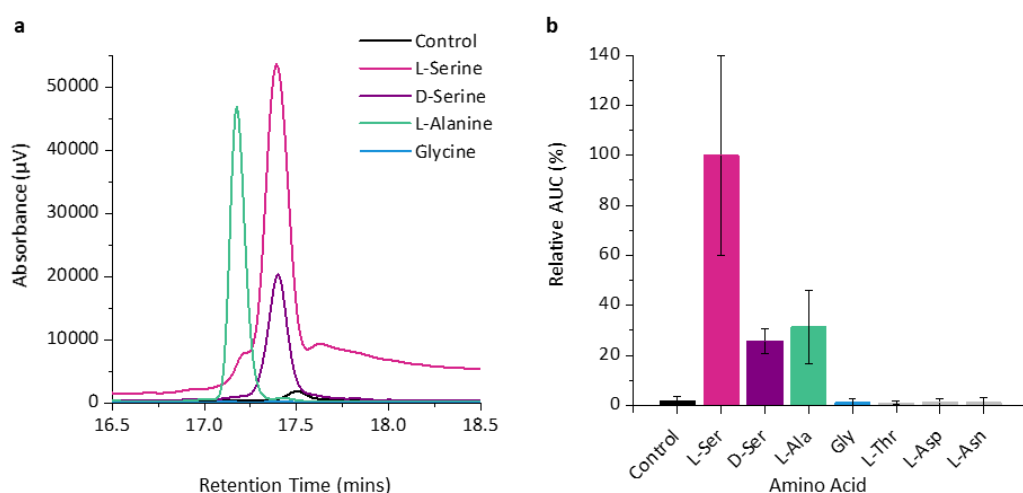 a
Control
L-Serine
D-Serine
L-Alanine
Glycine
Absorbance (µV)
50000
40000
30000
20000
10000
0
16.5 17.0 17.5 18.0 18.5
Retention Time (mins)
b
Relative AUC (%)
140
120
100
80
60
40
20
0
Control L-Ser D-Ser L-Ala Gly L-Thr L-Asp L-Asn
Amino Acid